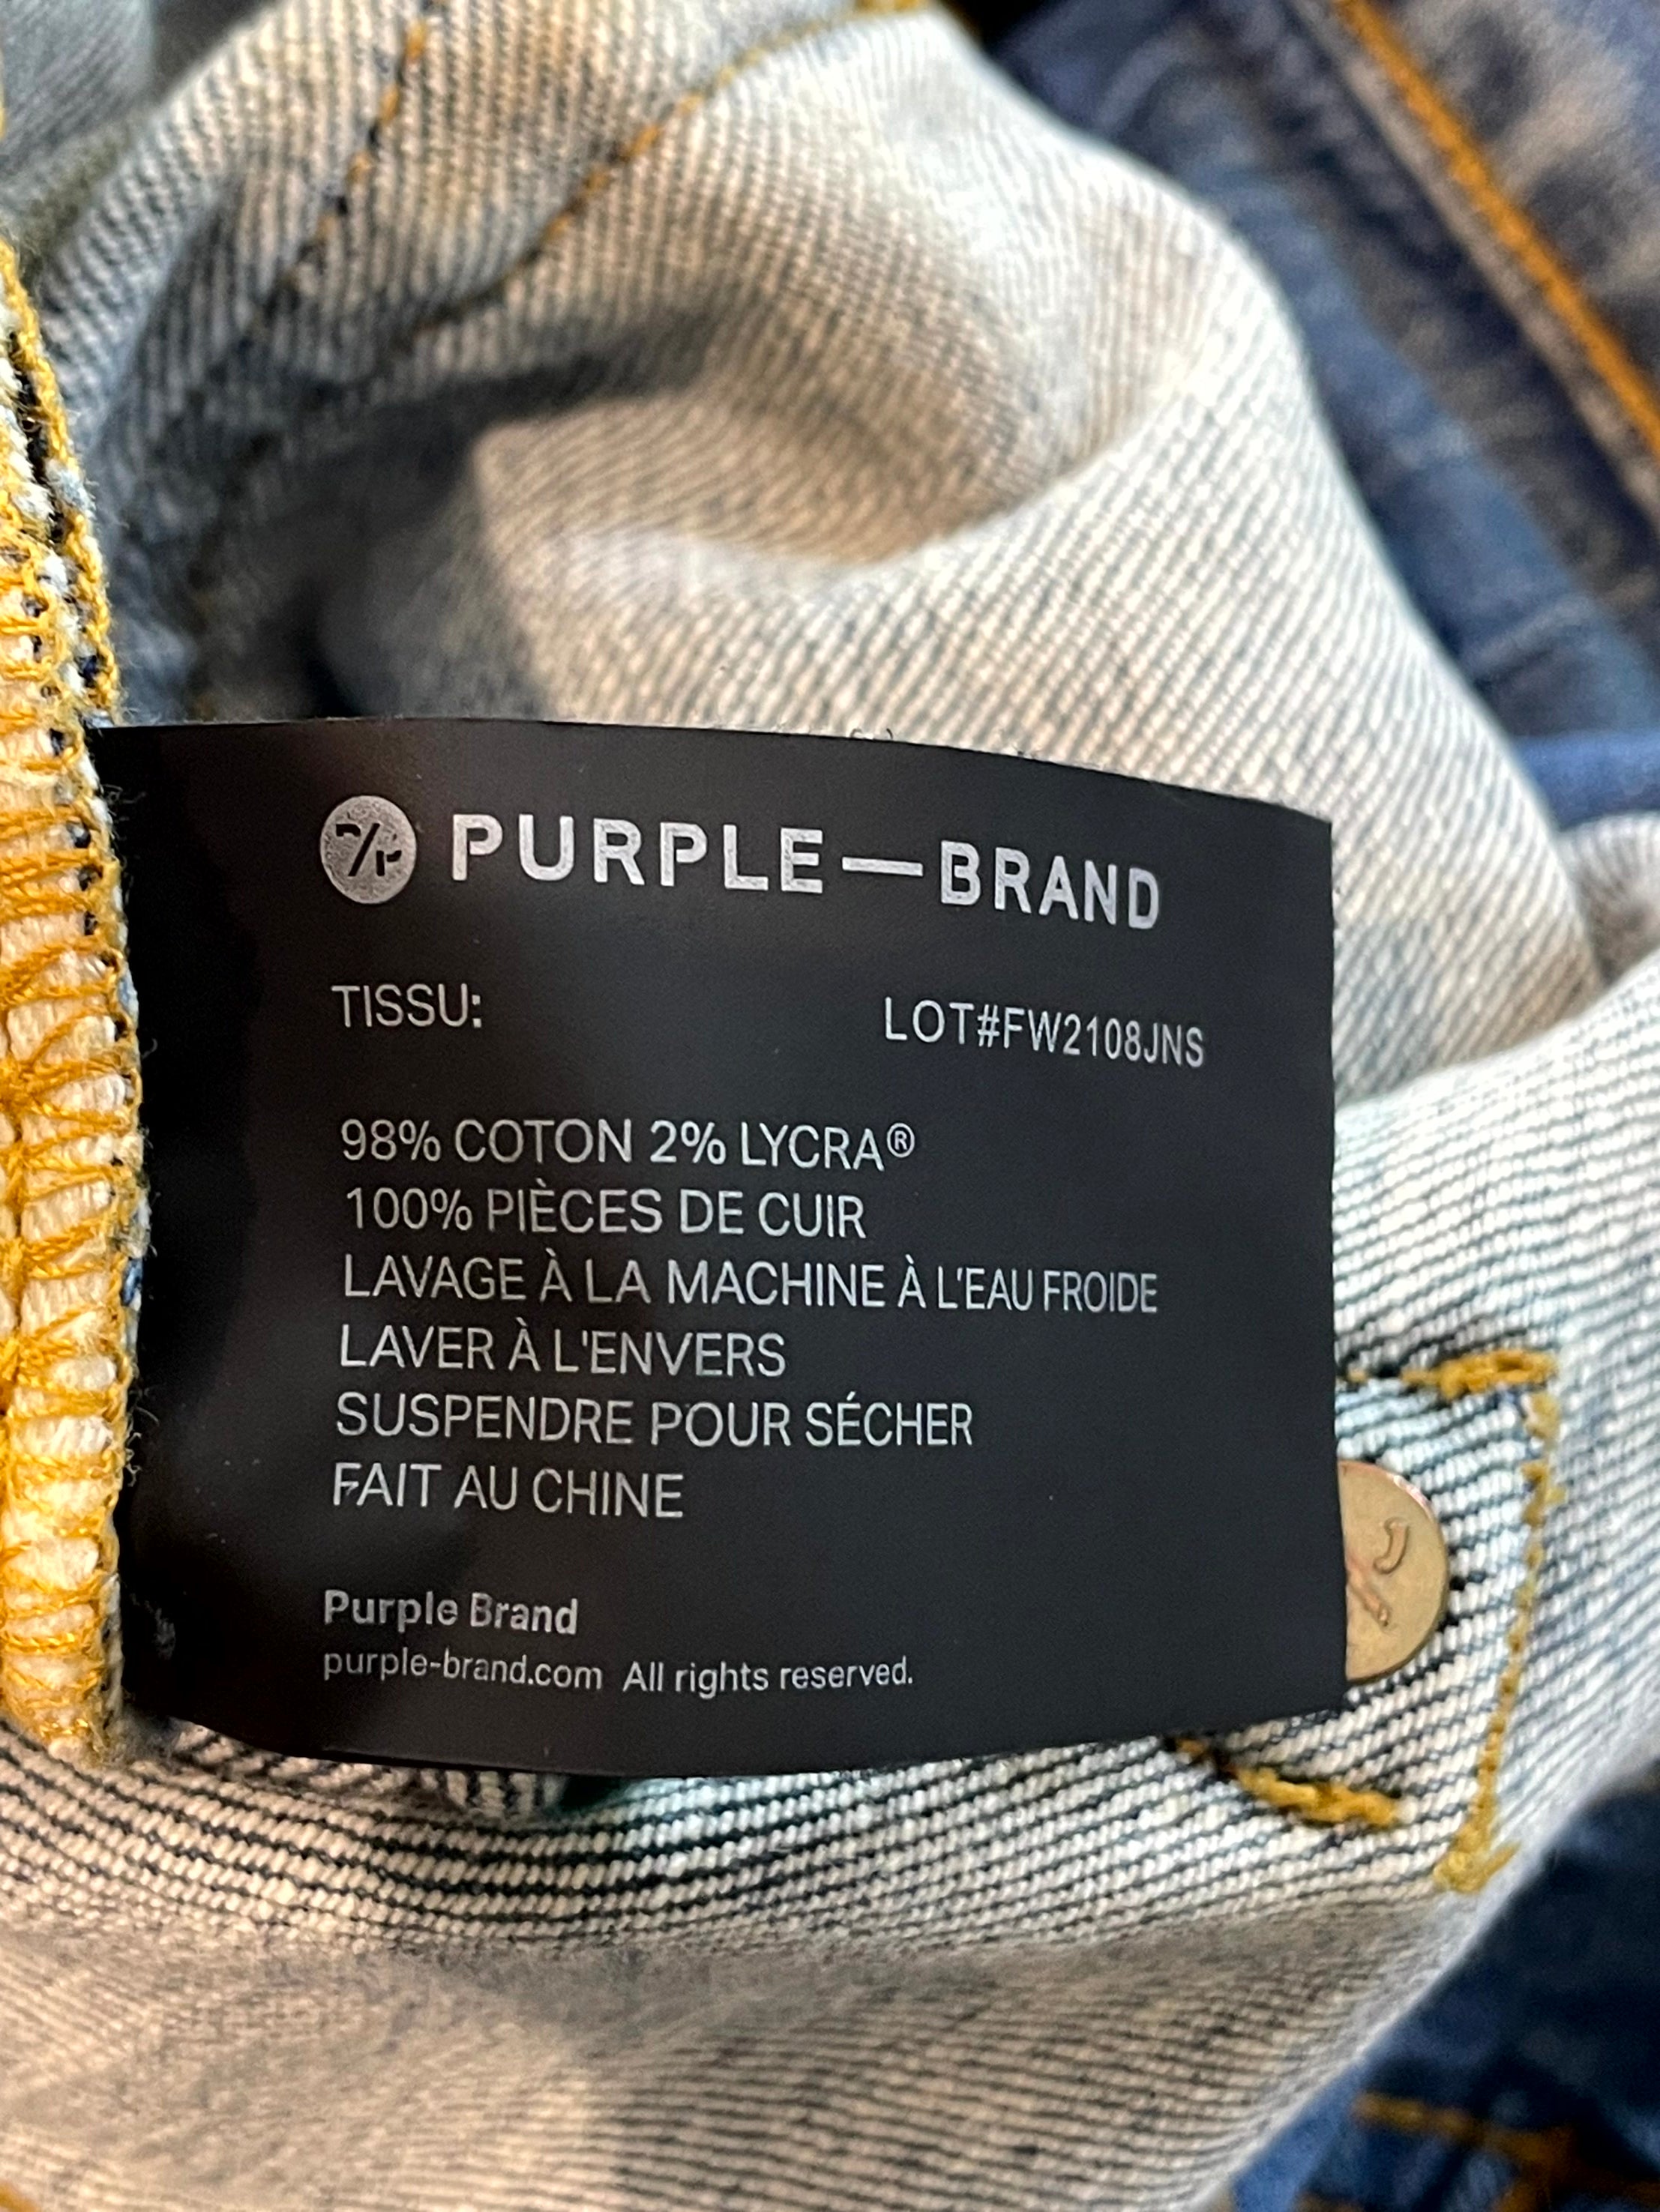 PURPLE—BRAND
TISSU: LOT#FW2108JNS
98% COTON 2% LYCRA®
100% PIÈCES DE CUIR
LAVAGE À LA MACHINE À L'EAU FROIDE
LAVER À L'ENVERS
SUSPENDRE POUR SÉCHER
FAIT AU CHINE
Purple Brand
purple-brand.com All rights reserved.